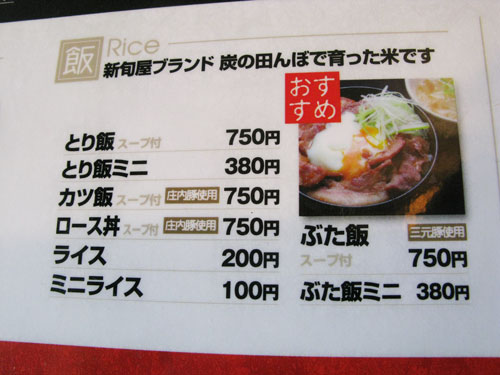 飯 Rice
新旬屋ブランド 炭の田んぼで育った米です
おすすめ
とり飯 スープ付 750円
とり飯ミニ 380円
カツ飯 スープ付 庄内豚使用 750円
ロース丼 スープ付 庄内豚使用 750円
ライス 200円
ミニライス 100円
ぶた飯 三元豚使用
スープ付 750円
ぶた飯ミニ 380円